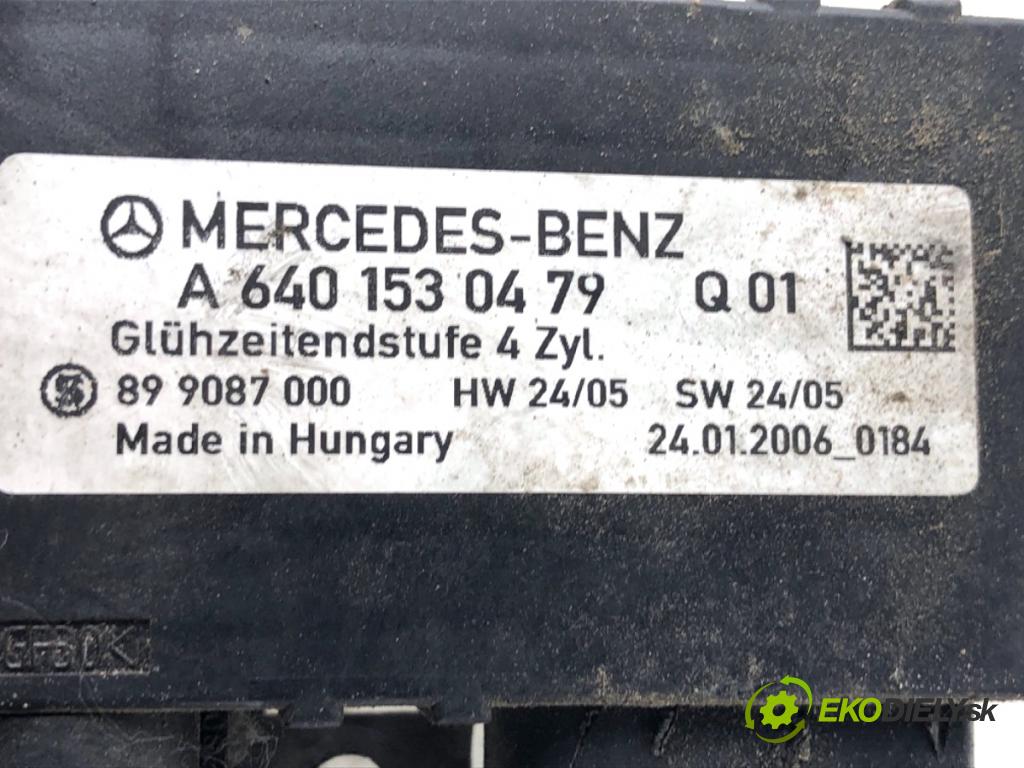 MERCEDES-BENZ
A 640 153 04 79 Q 01
Glühzeitendstufe 4 Zyl.
89 9087 000 HW 24/05 SW 24/05
Made in Hungary 24.01.2006_0184
EKODIELY.sk